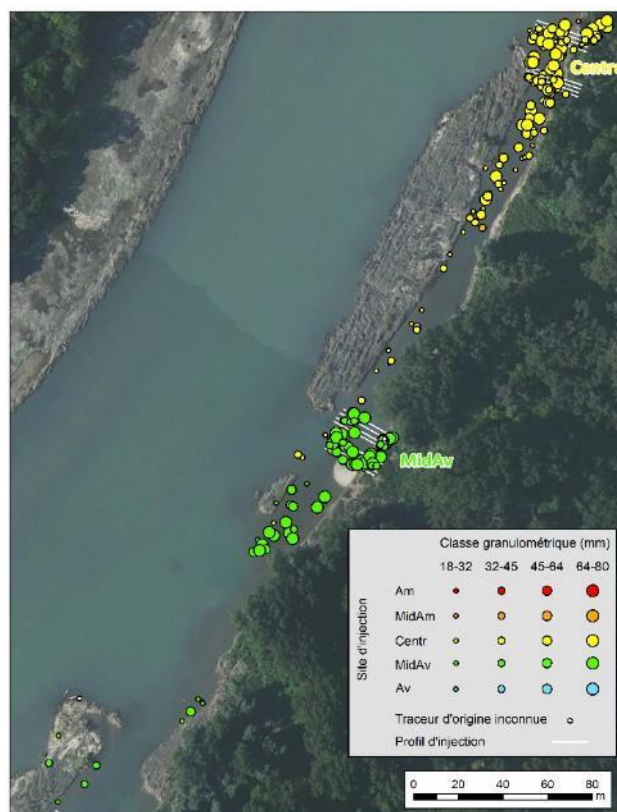 Centr
MidAv
Classe granulométrique (mm)
18-32 32-45 45-64 64-80
Site d'injection
Am
MidAm
Centr
MidAv
Av
Traceur d'origine inconnue
Profil d'injection
0 20 40 60 80
m